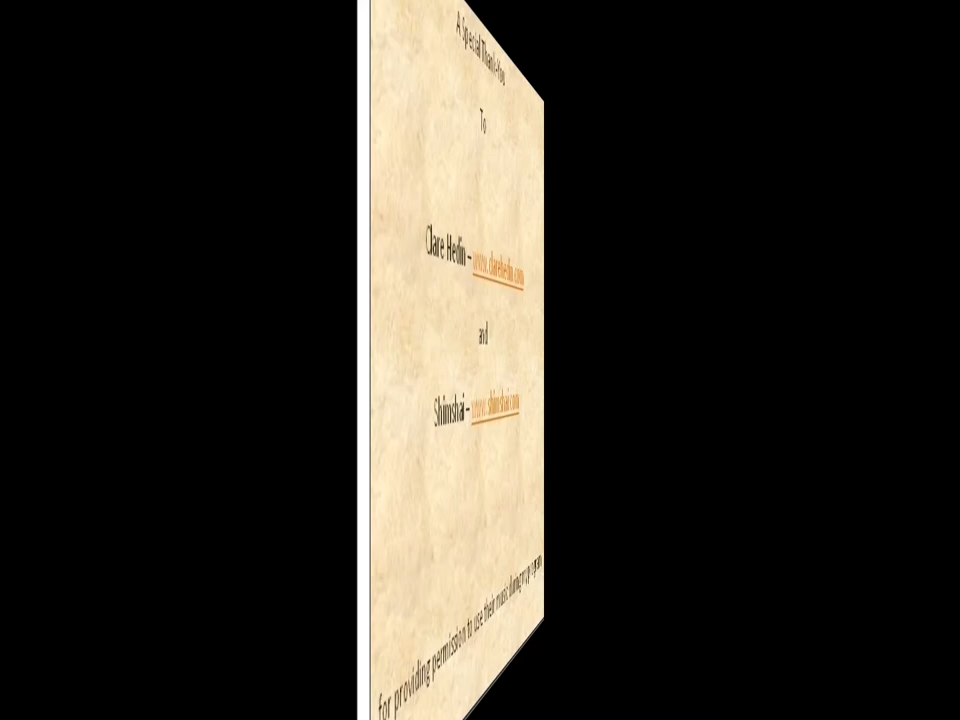 A Special Thank-You
To
Clare Hedin – www.clarehedin.com
and
Shimshai – www.shimshai.com
for providing permission to use their music during my program